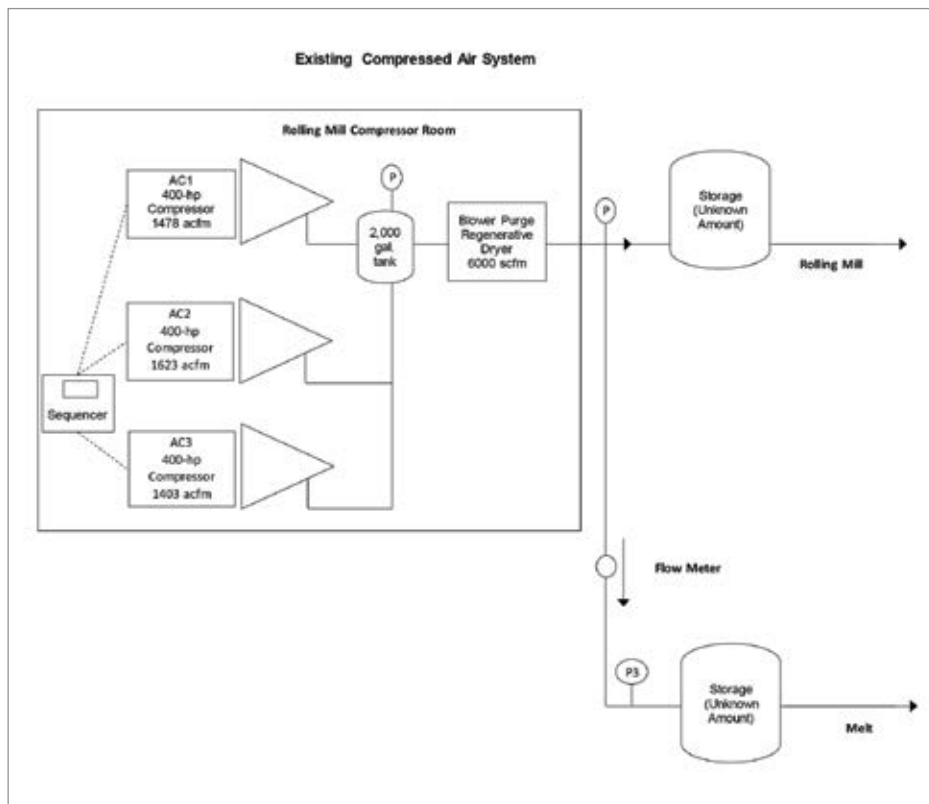 Existing Compressed Air System
Rolling Mill Compressor Room
AC1
400-hp
Compressor
1478 acfm
P
2,000
gal.
tank
Blower Purge
Regenerative
Dryer
6000 scfm
P
Storage
(Unknown
Amount)
Rolling Mill
AC2
400-hp
Compressor
1623 acfm
Sequencer
AC3
400-hp
Compressor
1403 acfm
Flow Meter
P3
Storage
(Unknown
Amount)
Melt